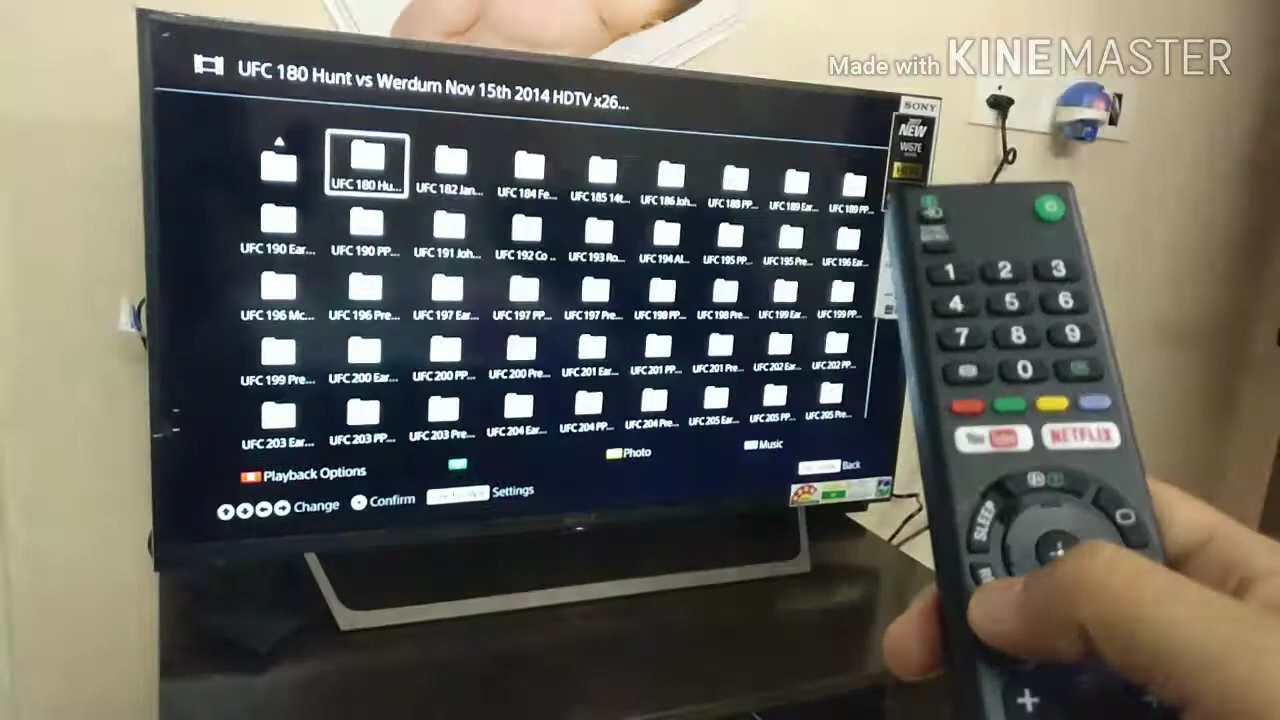 Made with KINEMASTER
UFC 180 Hunt vs Werdum Nov 15th 2014 HDTV x26...
SONY
NEW
W67E
UFC 180 Hu... UFC 182 Jan... UFC 184 Fe... UFC 185 14t... UFC 186 Joh... UFC 188 PP... UFC 189 Ear... UFC 189 PP...
UFC 190 Ear... UFC 190 PP... UFC 191 Joh... UFC 192 Co ... UFC 193 Ro... UFC 194 Al... UFC 195 PP... UFC 195 Pre... UFC 196 Ear...
UFC 196 Mc... UFC 196 Pre... UFC 197 Ear... UFC 197 PP... UFC 197 Pre... UFC 198 PP... UFC 198 Pre... UFC 199 Ear... UFC 199 PP...
UFC 199 Pre... UFC 200 Ear... UFC 200 PP... UFC 200 Pre... UFC 201 Ear... UFC 201 PP... UFC 201 Pre... UFC 202 Ear... UFC 202 PP...
UFC 203 Ear... UFC 203 PP... UFC 203 Pre... UFC 204 Ear... UFC 204 PP... UFC 204 Pre... UFC 205 Ear... UFC 205 PP... UFC 205 Pre...
Playback Options Photo Music
Change Confirm Settings Back
1 2 3
4 5 6
7 8 9
0
YouTube NETFLIX
SLEEP
+